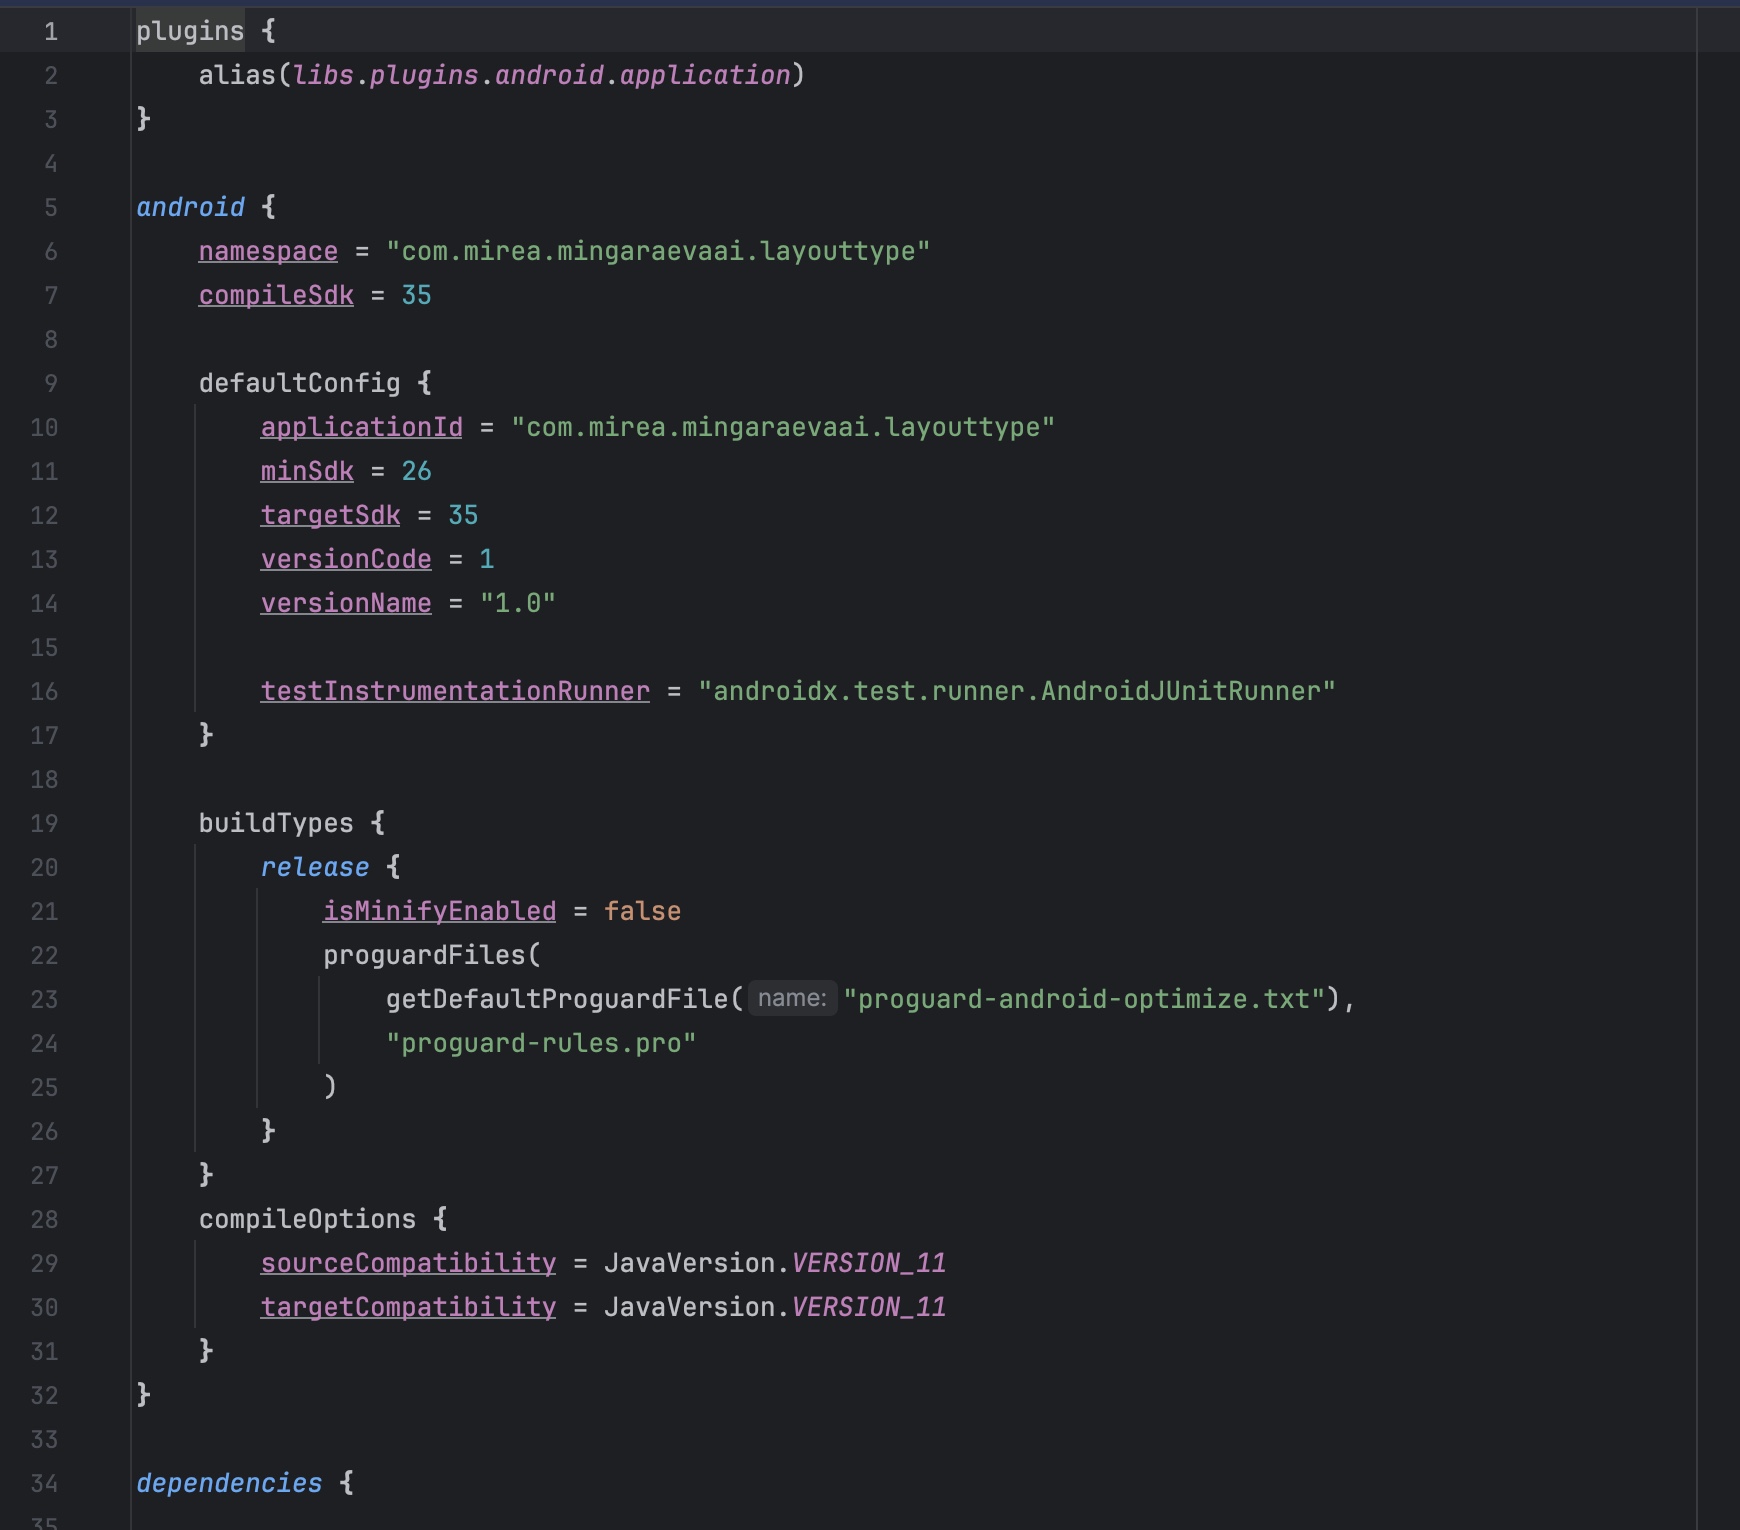 1 plugins {
2 alias(libs.plugins.android.application)
3 }
4
5 android {
6 namespace = "com.mirea.mingaraevaai.layouttype"
7 compileSdk = 35
8
9 defaultConfig {
10 applicationId = "com.mirea.mingaraevaai.layouttype"
11 minSdk = 26
12 targetSdk = 35
13 versionCode = 1
14 versionName = "1.0"
15
16 testInstrumentationRunner = "androidx.test.runner.AndroidJUnitRunner"
17 }
18
19 buildTypes {
20 release {
21 isMinifyEnabled = false
22 proguardFiles(
23 getDefaultProguardFile( name: "proguard-android-optimize.txt"),
24 "proguard-rules.pro"
25 )
26 }
27 }
28 compileOptions {
29 sourceCompatibility = JavaVersion.VERSION_11
30 targetCompatibility = JavaVersion.VERSION_11
31 }
32 }
33
34 dependencies {
35